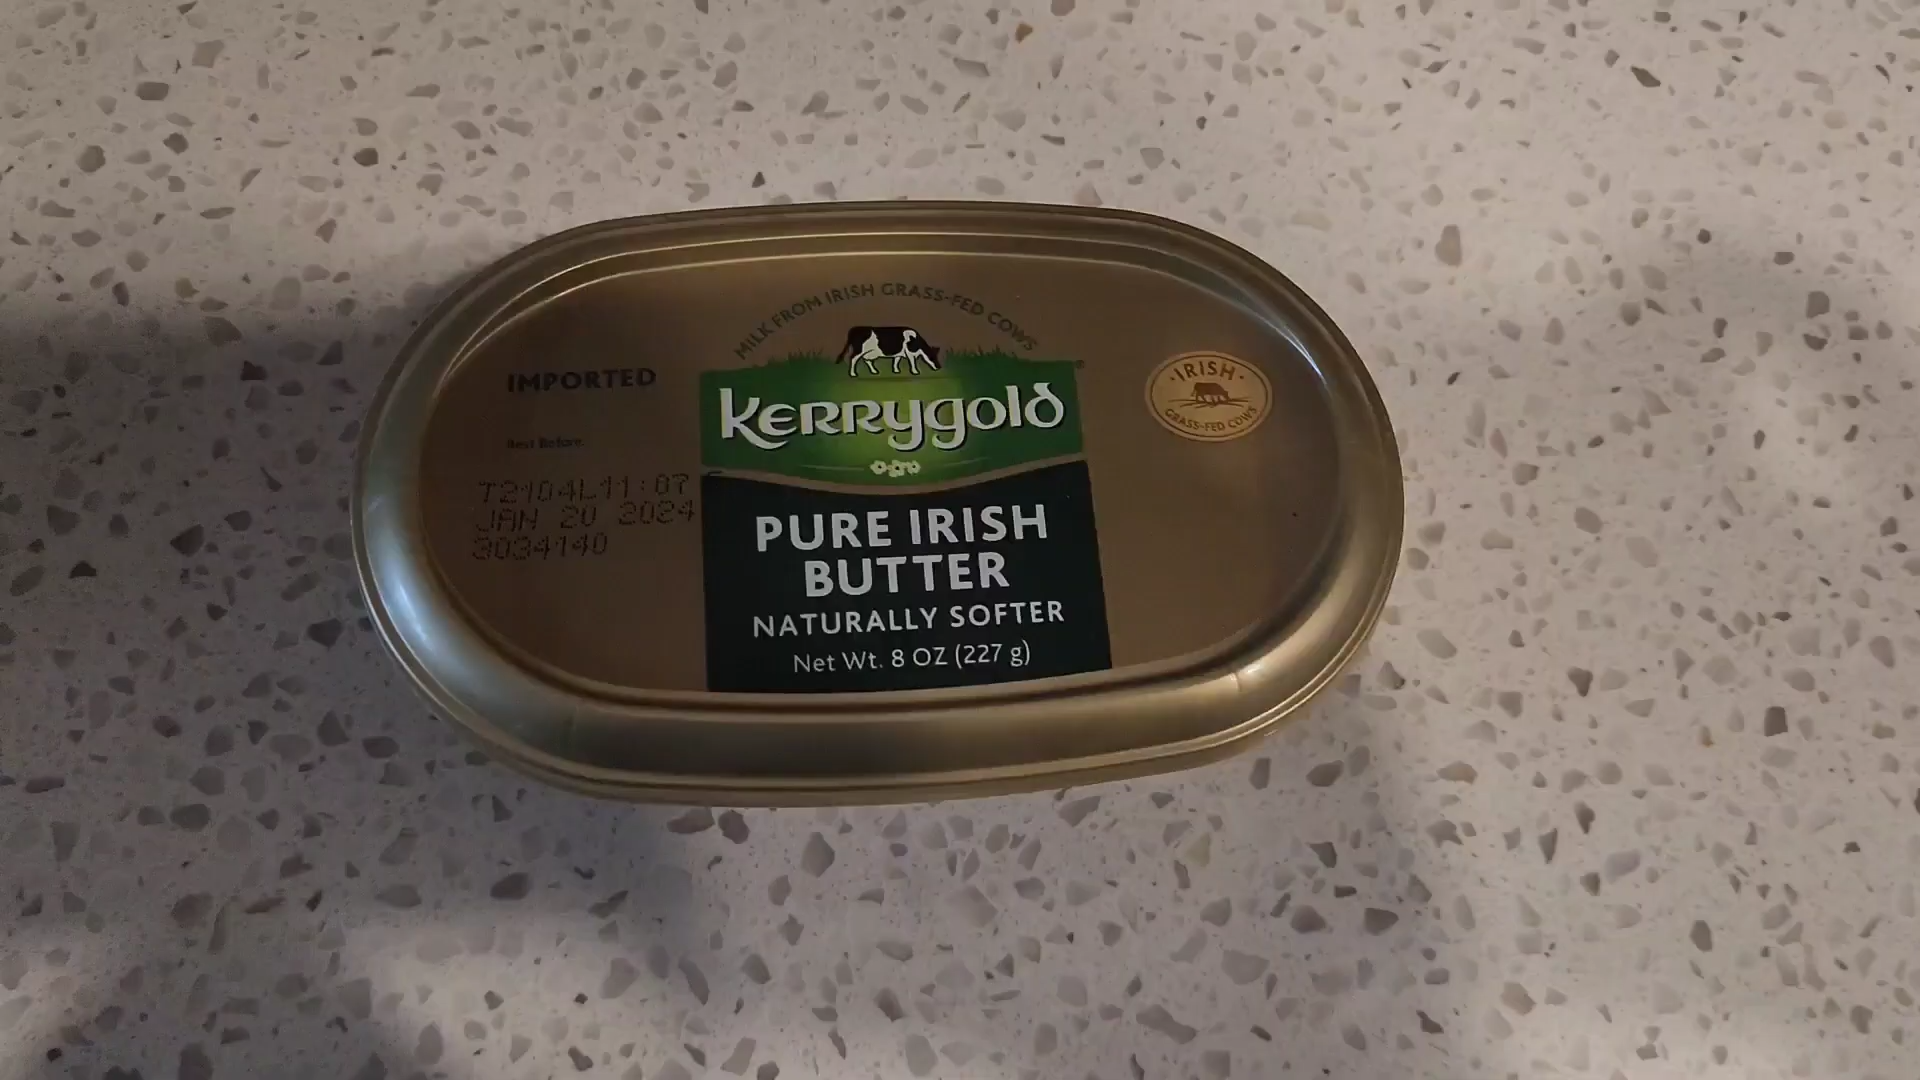 MILK FROM IRISH GRASS-FED COWS
IMPORTED
Kerrygold
IRISH
GRASS-FED COWS
Best Before:
T2104L11:07
JAN 20 2024
3034140
PURE IRISH
BUTTER
NATURALLY SOFTER
Net Wt. 8 OZ (227 g)